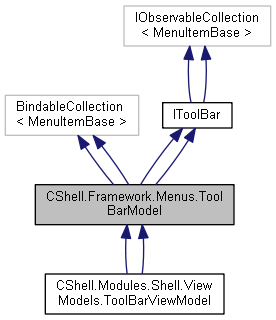 IObservableCollection
< MenuItemBase >
BindableCollection
< MenuItemBase >
IToolBar
CShell.Framework.Menus.Tool
BarModel
CShell.Modules.Shell.View
Models.ToolBarViewModel